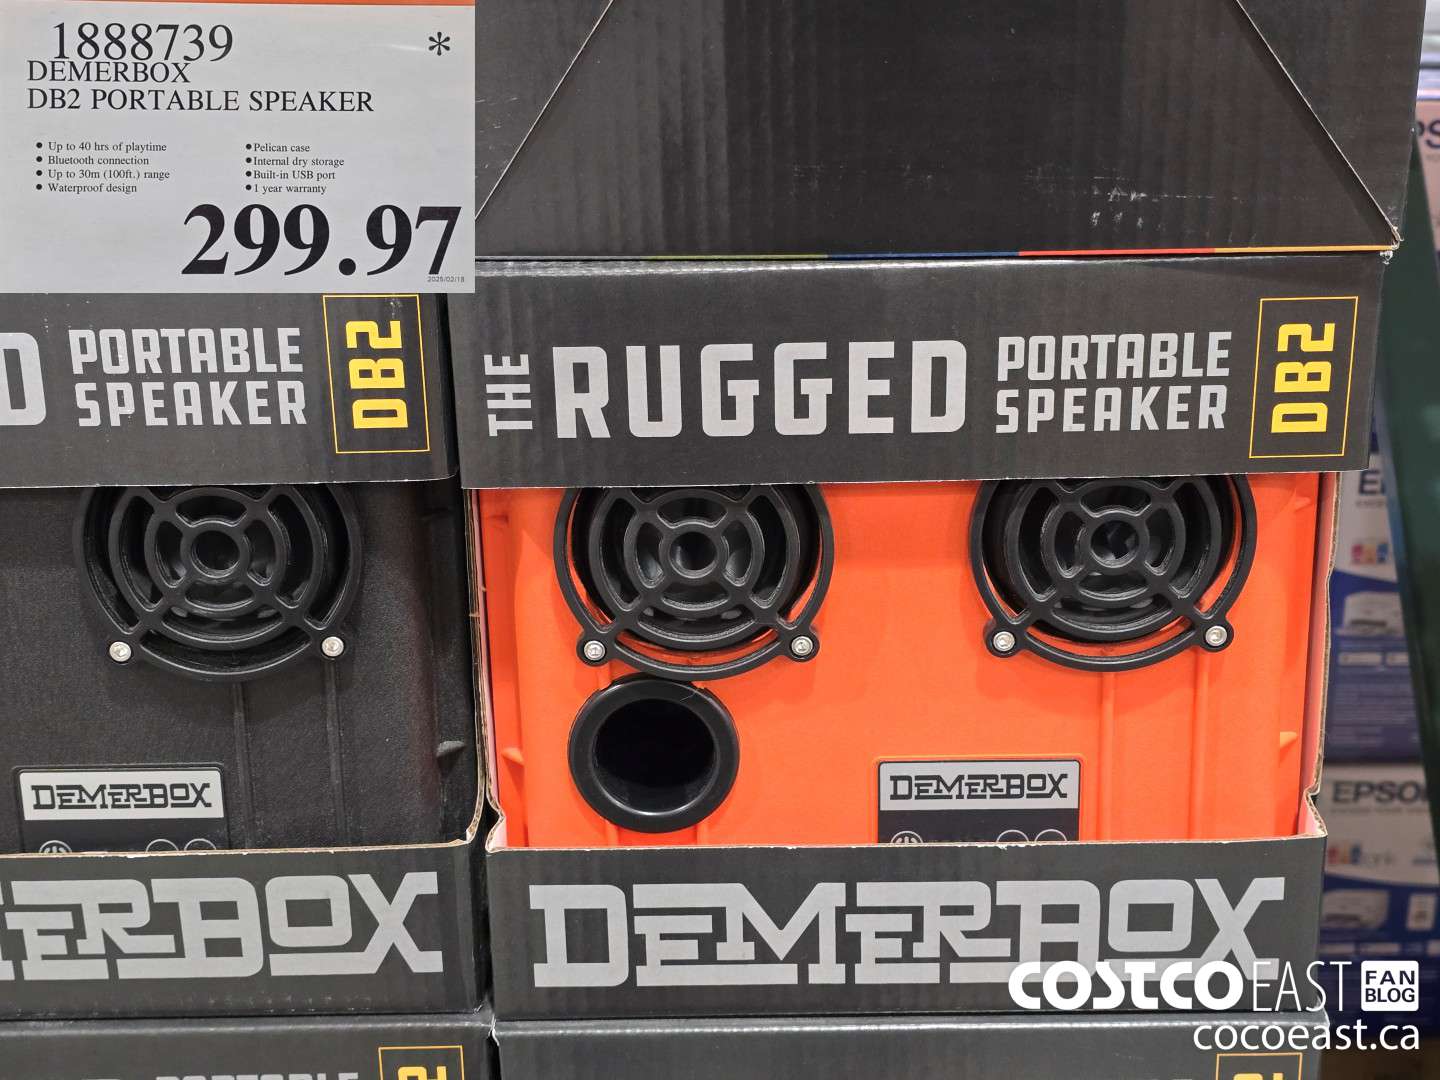 1888739 *
DEMERBOX
DB2 PORTABLE SPEAKER
• Up to 40 hrs of playtime
• Bluetooth connection
• Up to 30m (100ft.) range
• Waterproof design
• Pelican case
• Internal dry storage
• Built-in USB port
• 1 year warranty
299.97
2025/02/18
D PORTABLE
SPEAKER
DB2
THE RUGGED PORTABLE
SPEAKER
DB2
DEMERBOX
DEMERBOX
ERBOX
DEMERBOX
EPSO
COSTCO EAST FAN
BLOG
cocoeast.ca